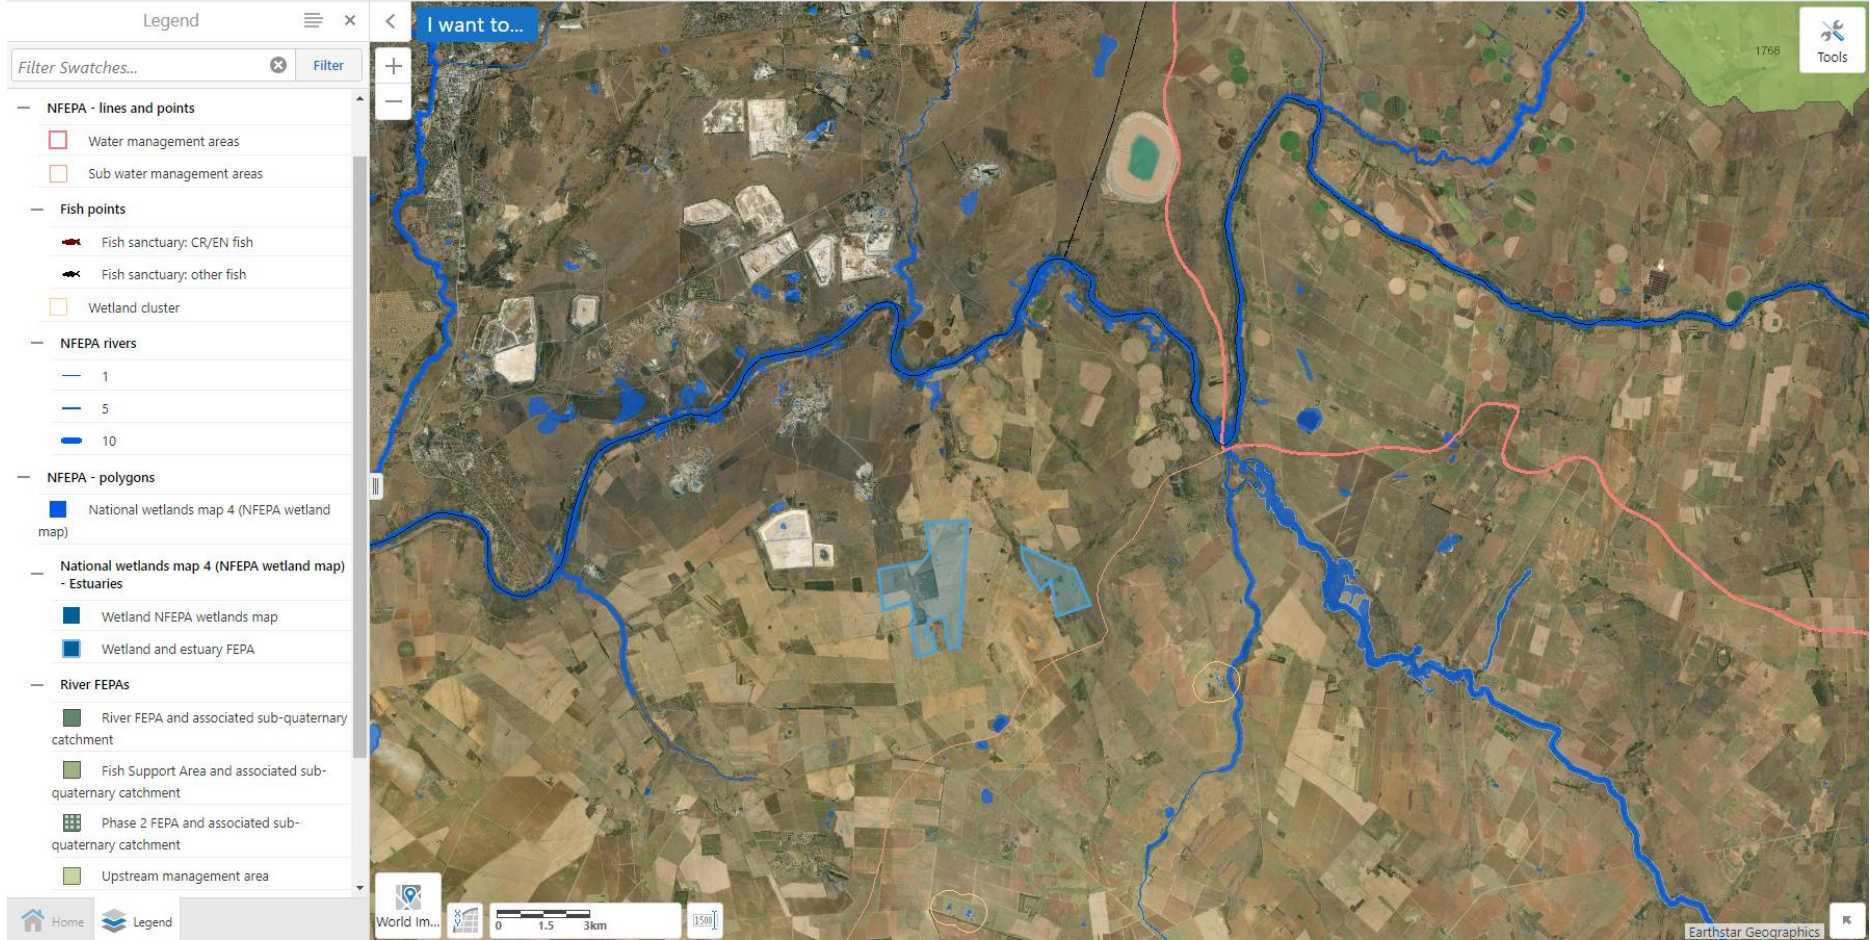 Legend
Filter Swatches...
Filter
NFEPA - lines and points
Water management areas
Sub water management areas
Fish points
Fish sanctuary: CR/EN fish
Fish sanctuary: other fish
Wetland cluster
NFEPA rivers
1
5
10
NFEPA - polygons
National wetlands map 4 (NFEPA wetland
map)
National wetlands map 4 (NFEPA wetland map)
- Estuaries
Wetland NFEPA wetlands map
Wetland and estuary FEPA
River FEPAs
River FEPA and associated sub-quaternary
catchment
Fish Support Area and associated sub-
quaternary catchment
Phase 2 FEPA and associated sub-
quaternary catchment
Upstream management area
Home
Legend
I want to...
1768
Tools
World Im...
0 1.5 3km
1:500
Earthstar Geographics